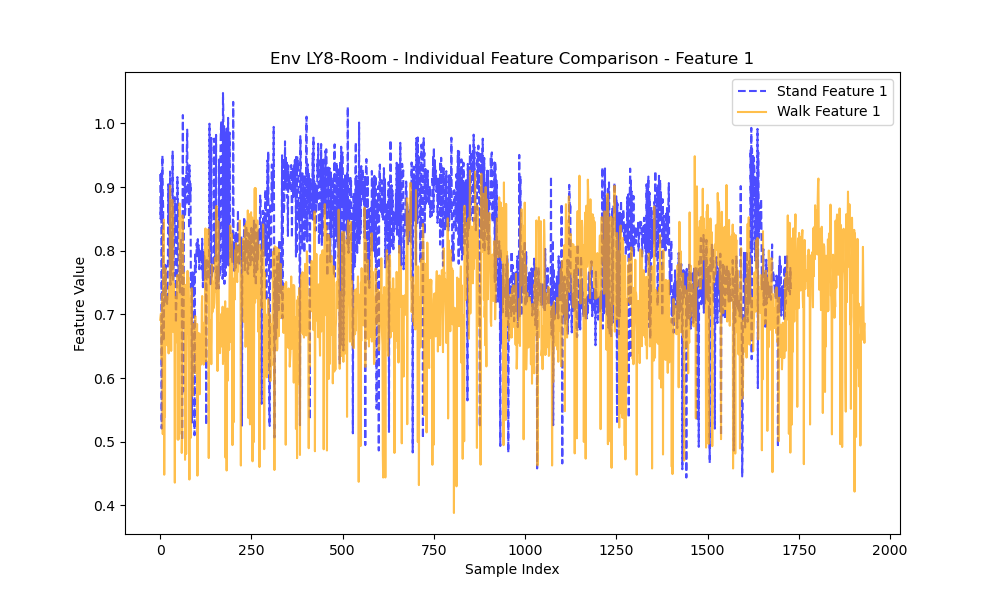 Env LY8-Room - Individual Feature Comparison - Feature 1
Stand Feature 1
Walk Feature 1
Feature Value
1.0
0.9
0.8
0.7
0.6
0.5
0.4
0 250 500 750 1000 1250 1500 1750 2000
Sample Index